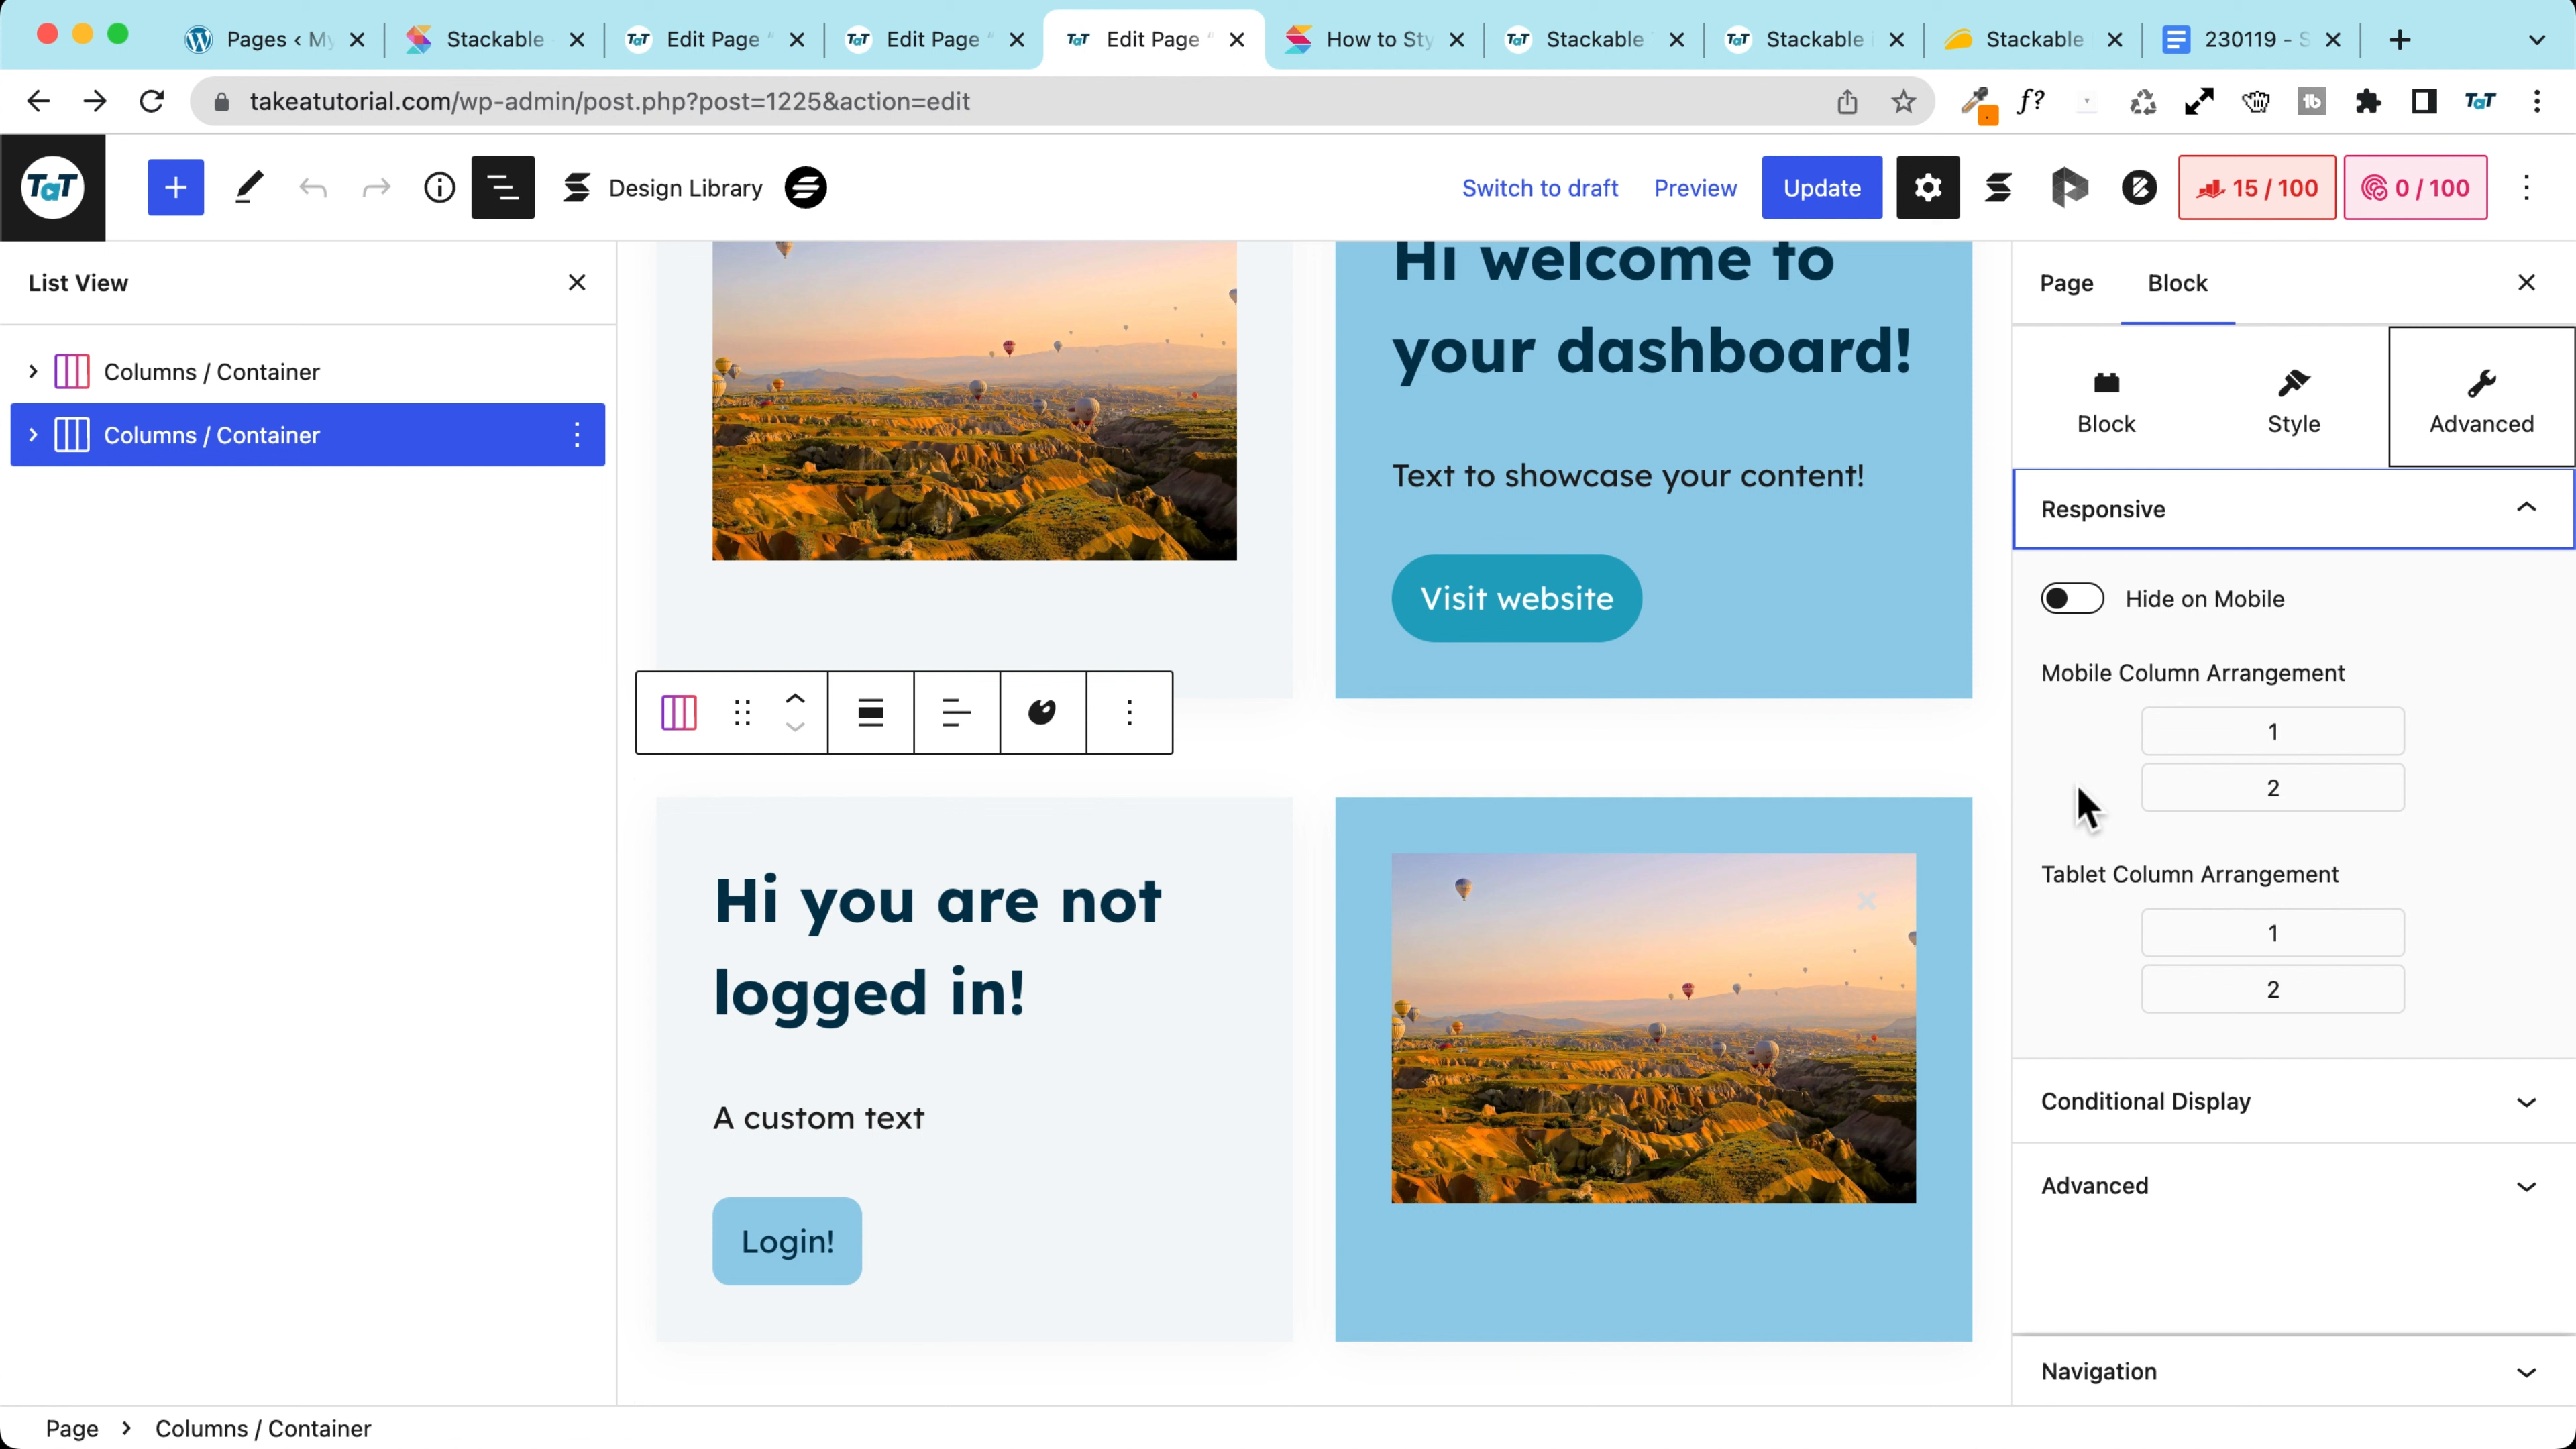 Pages ‹ My
Stackable
Edit Page “
Edit Page “
Edit Page “
How to Sty
Stackable
Stackable
Stackable
230119 - S
takeatutorial.com/wp-admin/post.php?post=1225&action=edit
f?
tb
TaT
TaT
Design Library
Switch to draft
Preview
Update
15 / 100
0 / 100
List View
Columns / Container
Columns / Container
Hi welcome to
your dashboard!
Text to showcase your content!
Visit website
Hi you are not
logged in!
A custom text
Login!
Page
Block
Block
Style
Advanced
Responsive
Hide on Mobile
Mobile Column Arrangement
1
2
Tablet Column Arrangement
1
2
Conditional Display
Advanced
Navigation
Page
Columns / Container